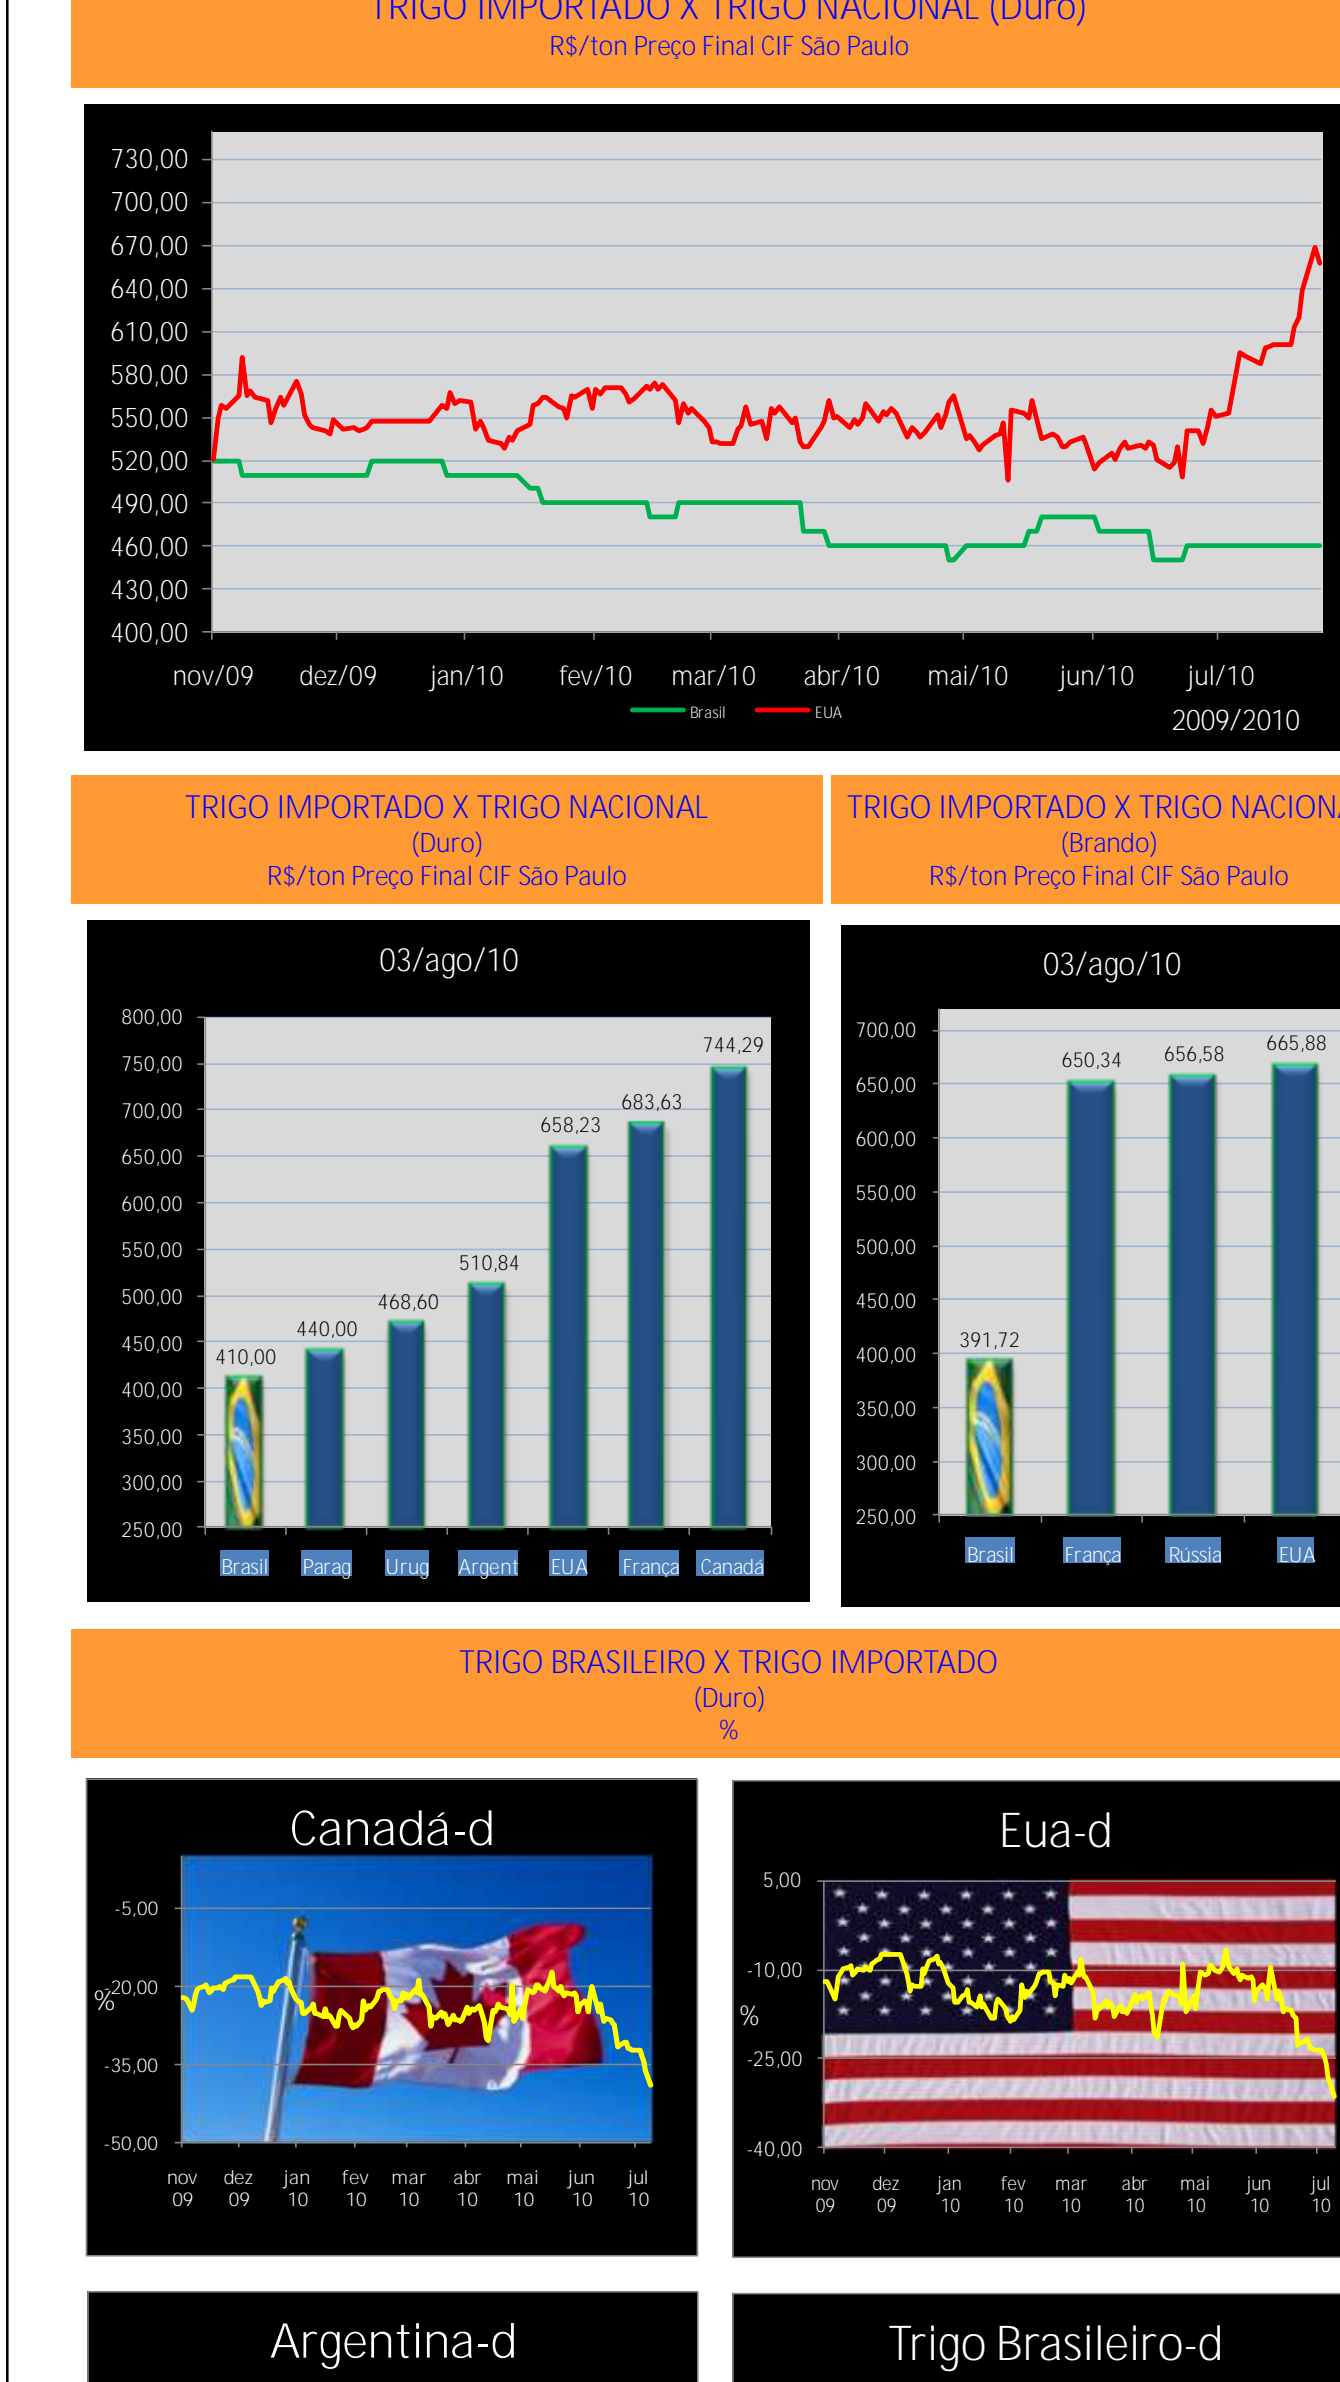 TRIGO IMPORTADO X TRIGO NACIONAL (Duro)
R$/ton Preço Final CIF São Paulo
730,00
700,00
670,00
640,00
610,00
580,00
550,00
520,00
490,00
460,00
430,00
400,00
nov/09 dez/09 jan/10 fev/10 mar/10 abr/10 mai/10 jun/10 jul/10
Brasil EUA
2009/2010
TRIGO IMPORTADO X TRIGO NACIONAL
(Duro)
R$/ton Preço Final CIF São Paulo
03/ago/10
800,00
750,00
700,00
650,00
600,00
550,00
500,00
450,00
400,00
350,00
300,00
250,00
410,00
440,00
468,60
510,84
658,23
683,63
744,29
Brasil Parag Urug Argent EUA França Canadá
TRIGO IMPORTADO X TRIGO NACIONA
(Brando)
R$/ton Preço Final CIF São Paulo
03/ago/10
700,00
650,00
600,00
550,00
500,00
450,00
400,00
350,00
300,00
250,00
391,72
650,34
656,58
665,88
Brasil França Rússia EUA
TRIGO BRASILEIRO X TRIGO IMPORTADO
(Duro)
%
Canadá-d
-5,00
-20,00
-35,00
-50,00
%
nov dez jan fev mar abr mai jun jul
09 09 10 10 10 10 10 10 10
Eua-d
5,00
-10,00
-25,00
-40,00
%
nov dez jan fev mar abr mai jun jul
09 09 10 10 10 10 10 10 10
Argentina-d
Trigo Brasileiro-d